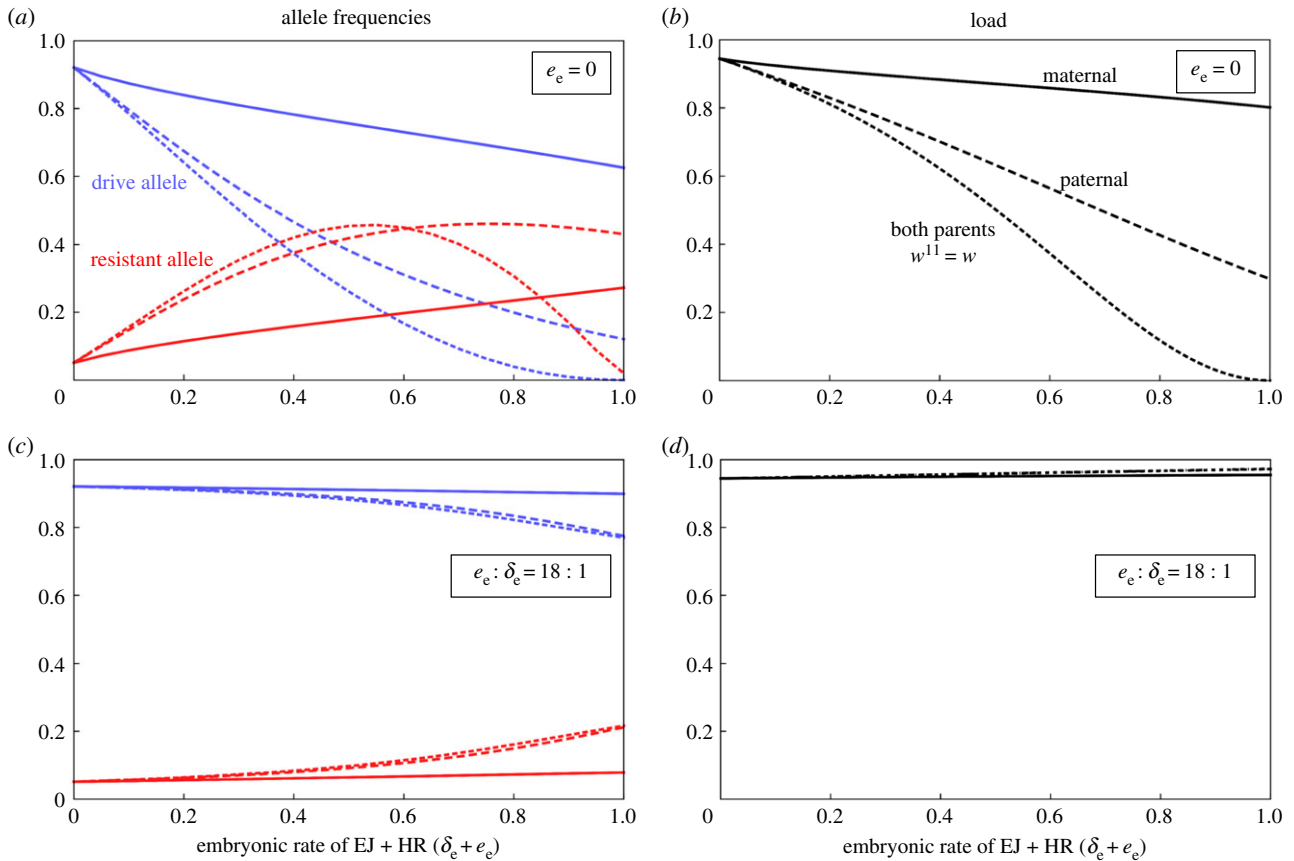 (a)
allele frequencies
1.0
0.8
0.6
0.4
0.2
0
0.2
0.4
0.6
0.8
1.0
drive allele
resistant allele
e_e = 0
(b)
load
1.0
0.8
0.6
0.4
0.2
0
0.2
0.4
0.6
0.8
1.0
e_e = 0
maternal
paternal
both parents
w^11 = w
(c)
1.0
0.8
0.6
0.4
0.2
0
0
0.2
0.4
0.6
0.8
1.0
e_e : δ_e = 18 : 1
embryonic rate of EJ + HR (δ_e + e_e)
(d)
1.0
0.8
0.6
0.4
0.2
0
0
0.2
0.4
0.6
0.8
1.0
e_e : δ_e = 18 : 1
embryonic rate of EJ + HR (δ_e + e_e)